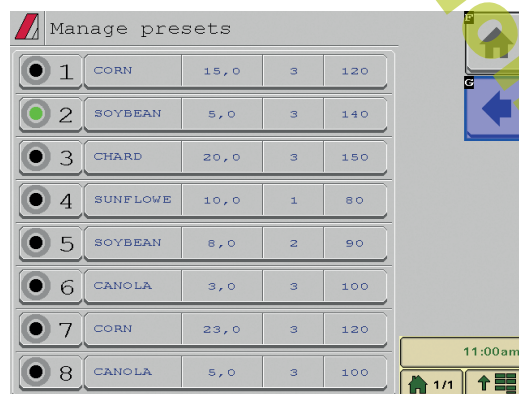 Manage presets
F
G
1 CORN 15,0 3 120
2 SOYBEAN 5,0 3 140
3 CHARD 20,0 3 150
4 SUNFLOWE 10,0 1 80
5 SOYBEAN 8,0 2 90
6 CANOLA 3,0 3 100
7 CORN 23,0 3 120
8 CANOLA 5,0 3 100
11:00am
1/1